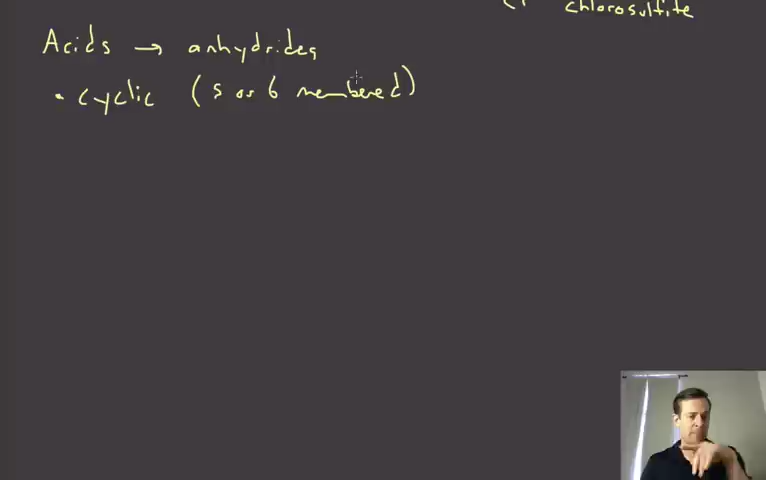 chlorosulfite
Acids → anhydrides
• cyclic (5 or 6 membered)